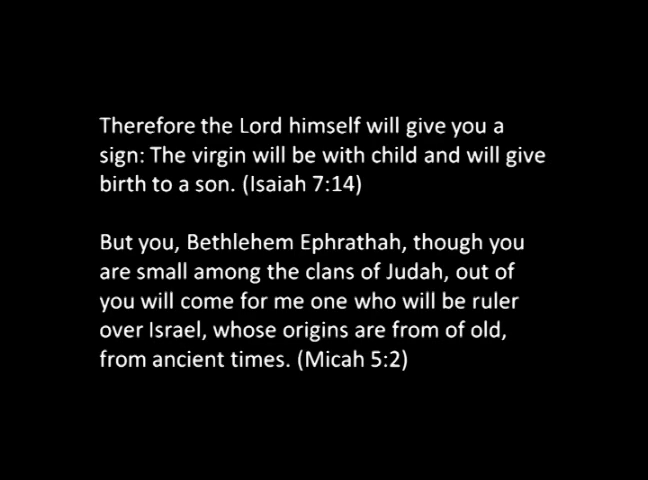 Therefore the Lord himself will give you a
sign: The virgin will be with child and will give
birth to a son. (Isaiah 7:14)
But you, Bethlehem Ephrathah, though you
are small among the clans of Judah, out of
you will come for me one who will be ruler
over Israel, whose origins are from of old,
from ancient times. (Micah 5:2)